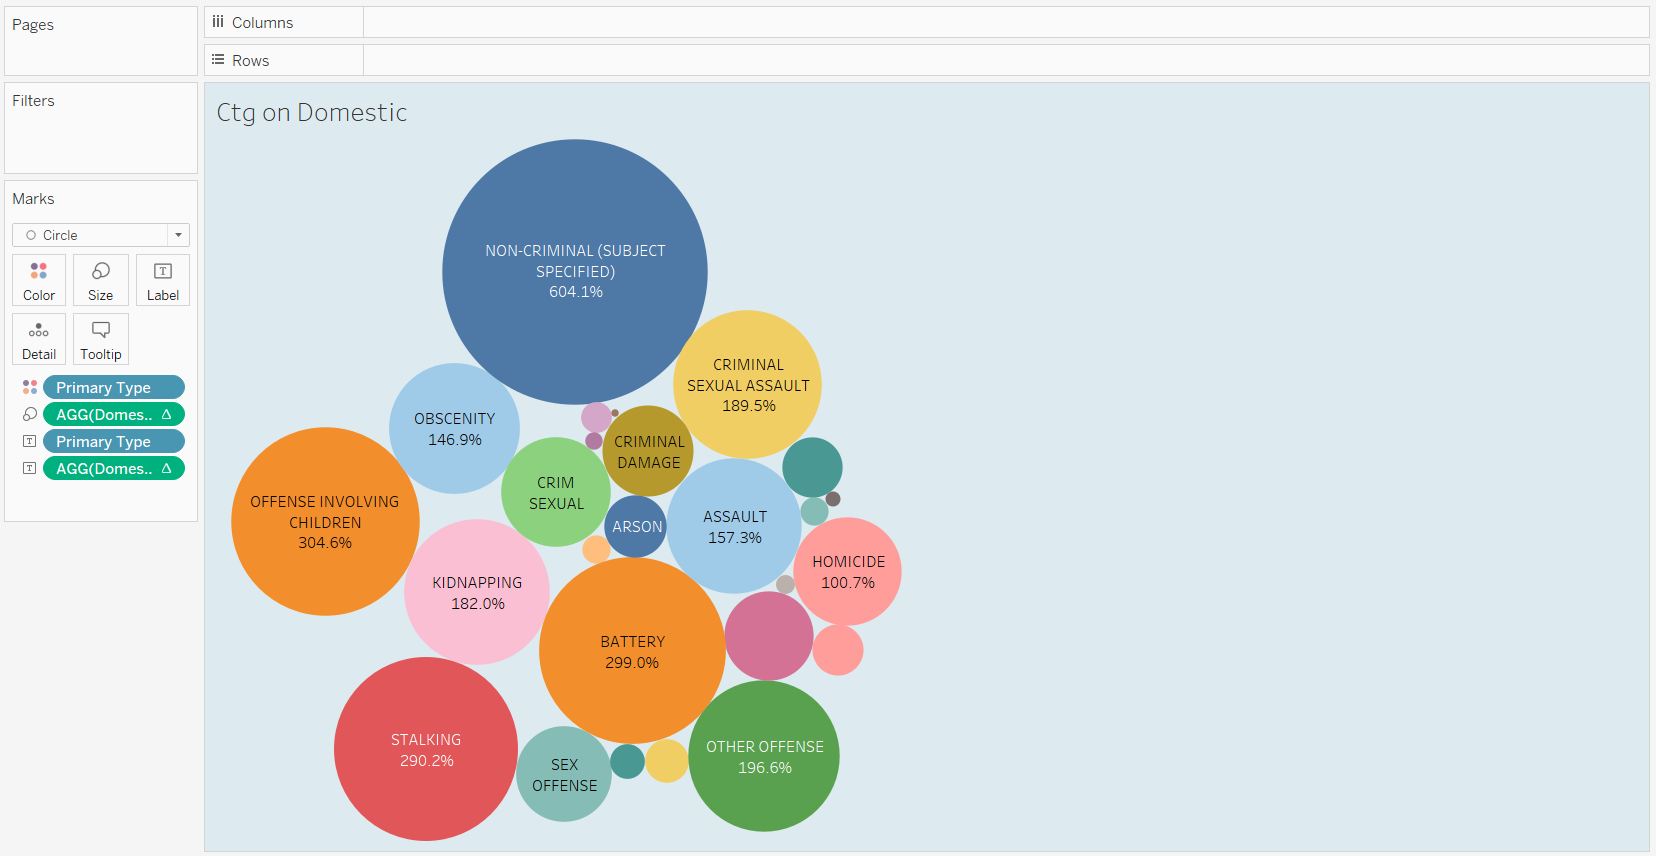 Pages
Columns
Rows
Filters
Ctg on Domestic
Marks
Circle
Color
Size
Label
Detail
Tooltip
Primary Type
AGG(Domes.. Δ
Primary Type
AGG(Domes.. Δ
NON-CRIMINAL (SUBJECT
SPECIFIED)
604.1%
CRIMINAL
SEXUAL ASSAULT
189.5%
OBSCENITY
146.9%
CRIMINAL
DAMAGE
CRIM
SEXUAL
OFFENSE INVOLVING
CHILDREN
304.6%
ARSON
ASSAULT
157.3%
HOMICIDE
100.7%
KIDNAPPING
182.0%
BATTERY
299.0%
STALKING
290.2%
OTHER OFFENSE
196.6%
SEX
OFFENSE